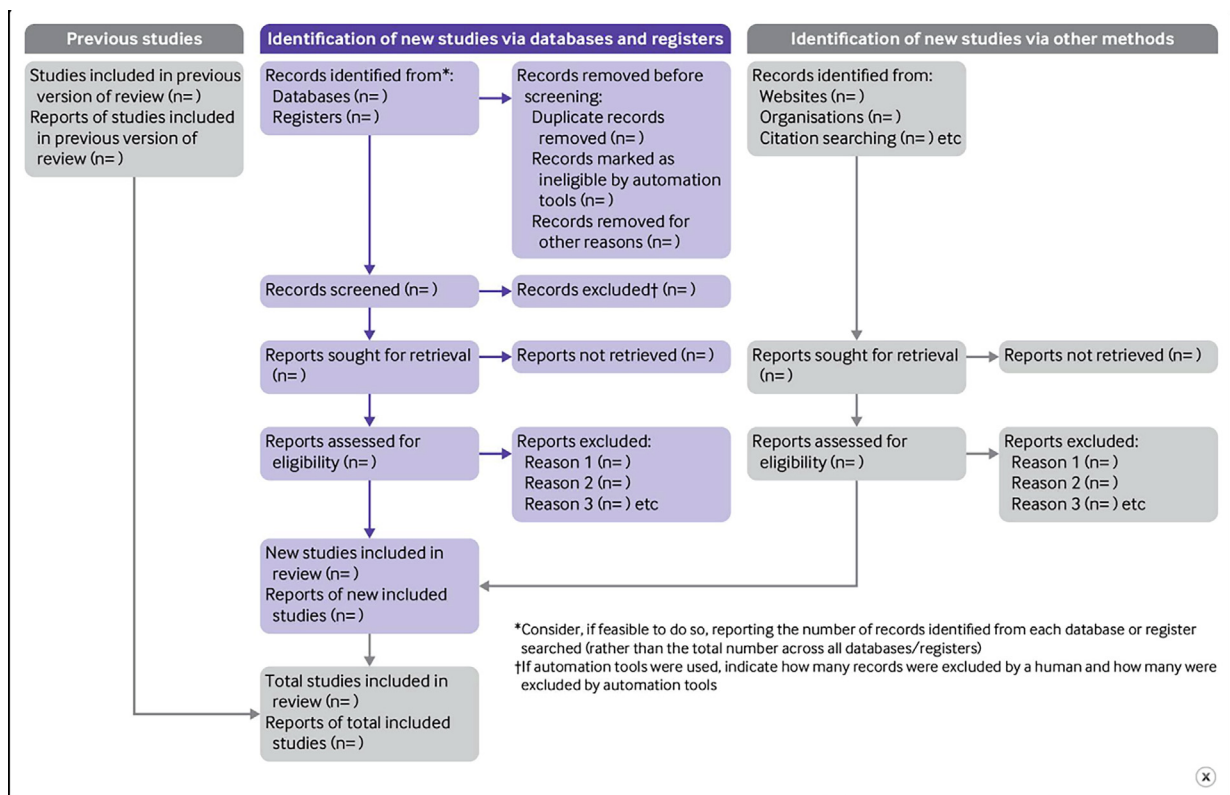 Previous studies
Studies included in previous
version of review (n= )
Reports of studies included
in previous version of
review (n= )
Identification of new studies via databases and registers
Records identified from*:
Databases (n= )
Registers (n= )
Records removed before
screening:
Duplicate records
removed (n= )
Records marked as
ineligible by automation
tools (n= )
Records removed for
other reasons (n= )
Records screened (n= )
Records excluded† (n= )
Reports sought for retrieval
(n= )
Reports not retrieved (n= )
Reports assessed for
eligibility (n= )
Reports excluded:
Reason 1 (n= )
Reason 2 (n= )
Reason 3 (n= ) etc
New studies included in
review (n= )
Reports of new included
studies (n= )
Total studies included in
review (n= )
Reports of total included
studies (n= )
Identification of new studies via other methods
Records identified from:
Websites (n= )
Organisations (n= )
Citation searching (n= ) etc
Reports sought for retrieval
(n= )
Reports not retrieved (n= )
Reports assessed for
eligibility (n= )
Reports excluded:
Reason 1 (n= )
Reason 2 (n= )
Reason 3 (n= ) etc
*Consider, if feasible to do so, reporting the number of records identified from each database or register
searched (rather than the total number across all databases/registers)
†If automation tools were used, indicate how many records were excluded by a human and how many were
excluded by automation tools